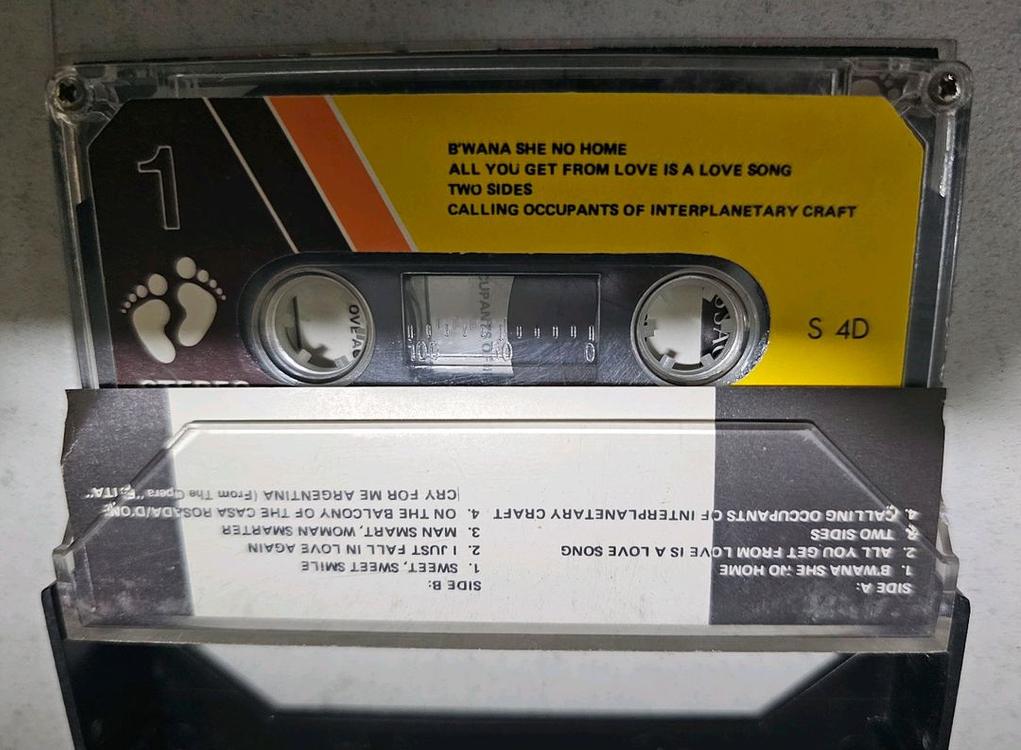 1
B'WANA SHE NO HOME
ALL YOU GET FROM LOVE IS A LOVE SONG
TWO SIDES
CALLING OCCUPANTS OF INTERPLANETARY CRAFT
S 4D
STEREO
SIDE A:
1. B'WANA SHE NO HOME
2. ALL YOU GET FROM LOVE IS A LOVE SONG
3. TWO SIDES
4. CALLING OCCUPANTS OF INTERPLANETARY CRAFT
SIDE B:
1. SWEET, SWEET SMILE
2. I JUST FALL IN LOVE AGAIN
3. MAN SMART, WOMAN SMARTER
4. ON THE BALCONY OF THE CASA ROSADA/D'ONE
CRY FOR ME ARGENTINA (From The Opera "EVITA"